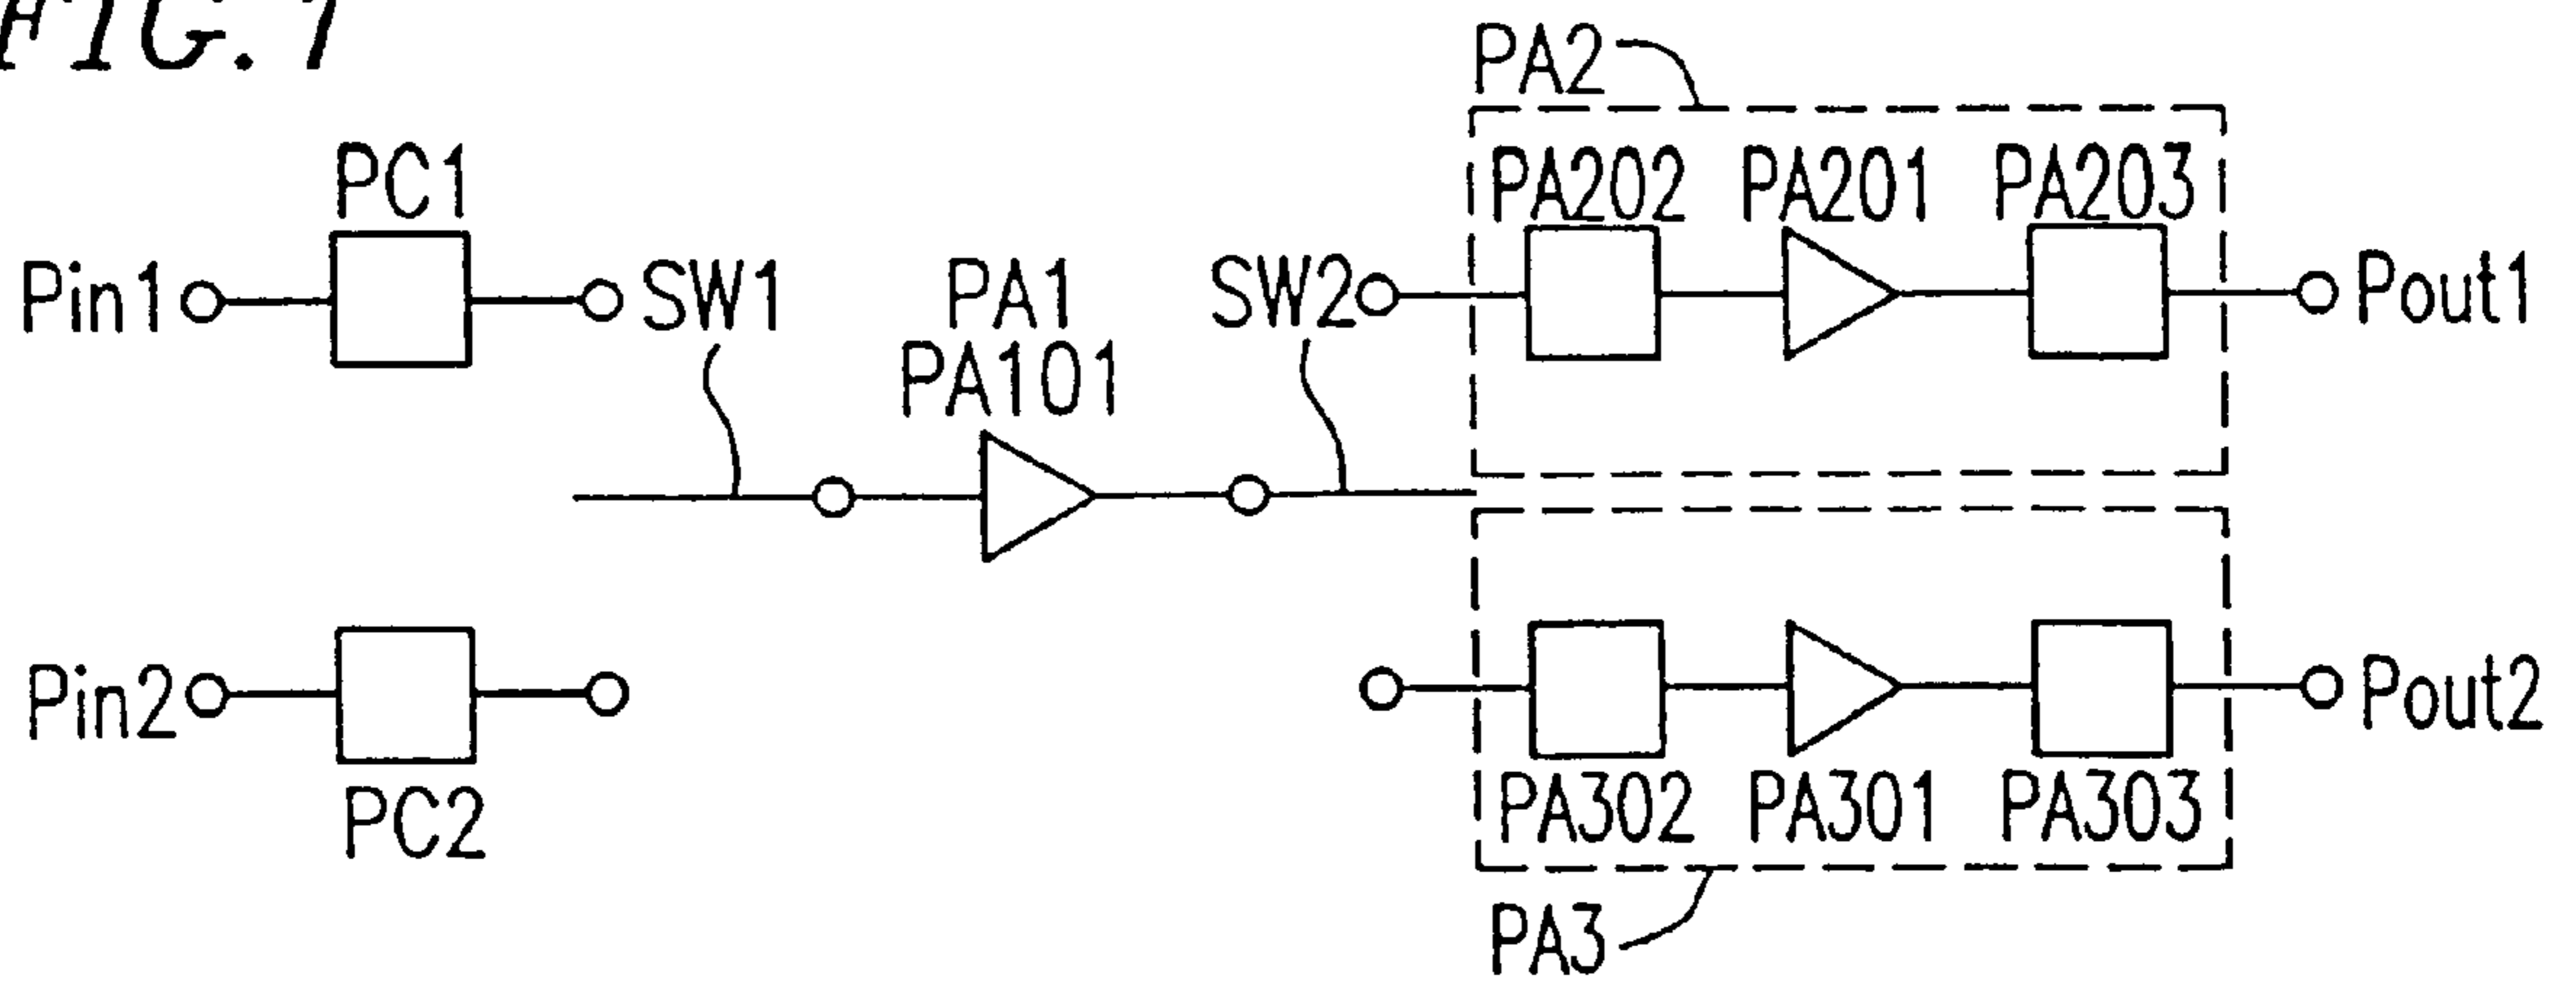 FIG. 1
PA2
PC1
PA202 PA201 PA203
Pin1 SW1 PA1 SW2 Pout1
PA101
Pin2 Pout2
PC2 PA302 PA301 PA303
PA3